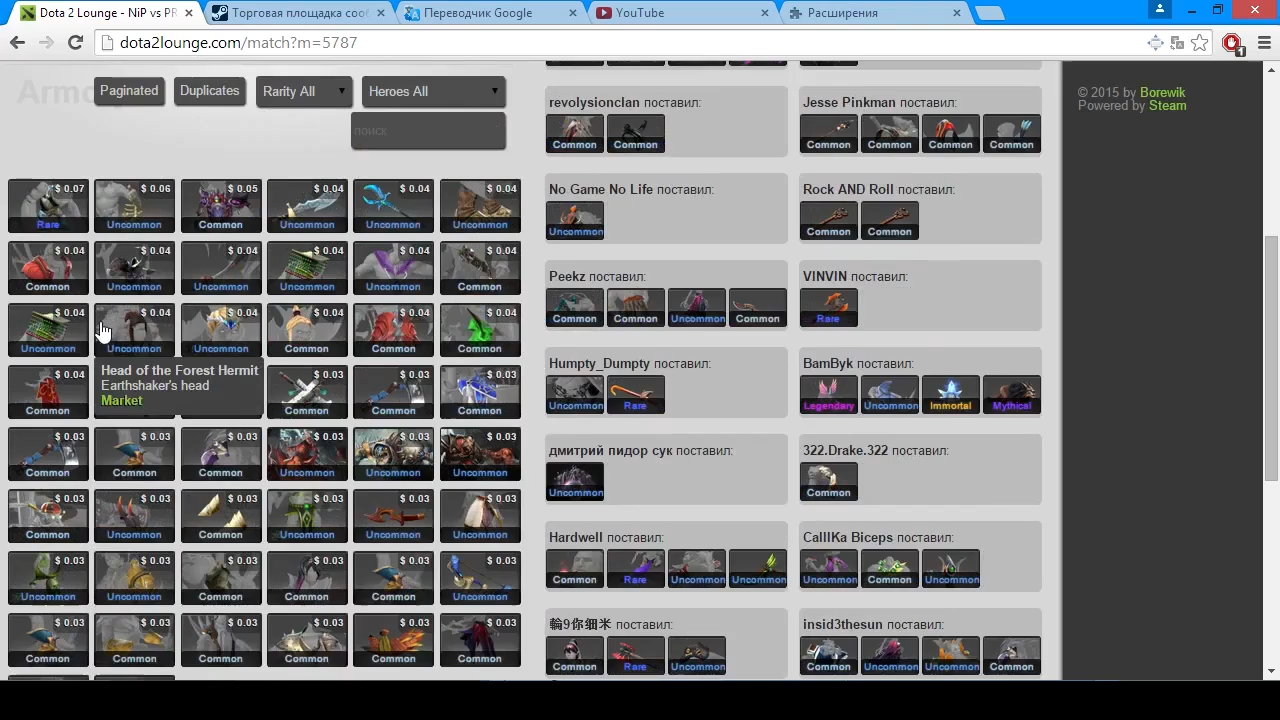 Dota 2 Lounge - NiP vs PR
Торговая площадка сооб
Переводчик Google
YouTube
Расширения
dota2lounge.com/match?m=5787
1
Armo
Paginated
Duplicates
Rarity All
Heroes All
поиск
$ 0.07 $ 0.06 $ 0.05 $ 0.04 $ 0.04 $ 0.04
Rare Uncommon Common Uncommon Uncommon Uncommon
$ 0.04 $ 0.04 $ 0.04 $ 0.04 $ 0.04 $ 0.04
Common Uncommon Uncommon Uncommon Uncommon Common
$ 0.04 $ 0.04 $ 0.04 $ 0.04 $ 0.04 $ 0.04
Uncommon Uncommon Uncommon Common Common Common
Head of the Forest Hermit
Earthshaker's head
Market
$ 0.04 $ 0.03 $ 0.03 $ 0.03
Common Common Common Common
$ 0.03 $ 0.03 $ 0.03 $ 0.03 $ 0.03 $ 0.03
Common Common Common Uncommon Uncommon Uncommon
$ 0.03 $ 0.03 $ 0.03 $ 0.03 $ 0.03 $ 0.03
Common Uncommon Common Uncommon Uncommon Uncommon
$ 0.03 $ 0.03 $ 0.03 $ 0.03 $ 0.03 $ 0.03
Uncommon Uncommon Common Common Common Uncommon
$ 0.03 $ 0.03 $ 0.03 $ 0.03 $ 0.03 $ 0.03
Common Common Common Common Common Common
revolysionclan поставил:
Common Common
Jesse Pinkman поставил:
Common Common Common Common
No Game No Life поставил:
Uncommon
Rock AND Roll поставил:
Common Common
Peekz поставил:
Common Common Uncommon Common
VINVIN поставил:
Rare
Humpty_Dumpty поставил:
Uncommon Rare
BamByk поставил:
Legendary Uncommon Immortal Mythical
дмитрий пидор сук поставил:
Uncommon
322.Drake.322 поставил:
Common
Hardwell поставил:
Common Rare Uncommon Uncommon
CallIKa Biceps поставил:
Uncommon Common Uncommon
輪9你细米 поставил:
Common Rare Uncommon
insid3thesun поставил:
Common Uncommon Uncommon Common
© 2015 by Borewik
Powered by Steam